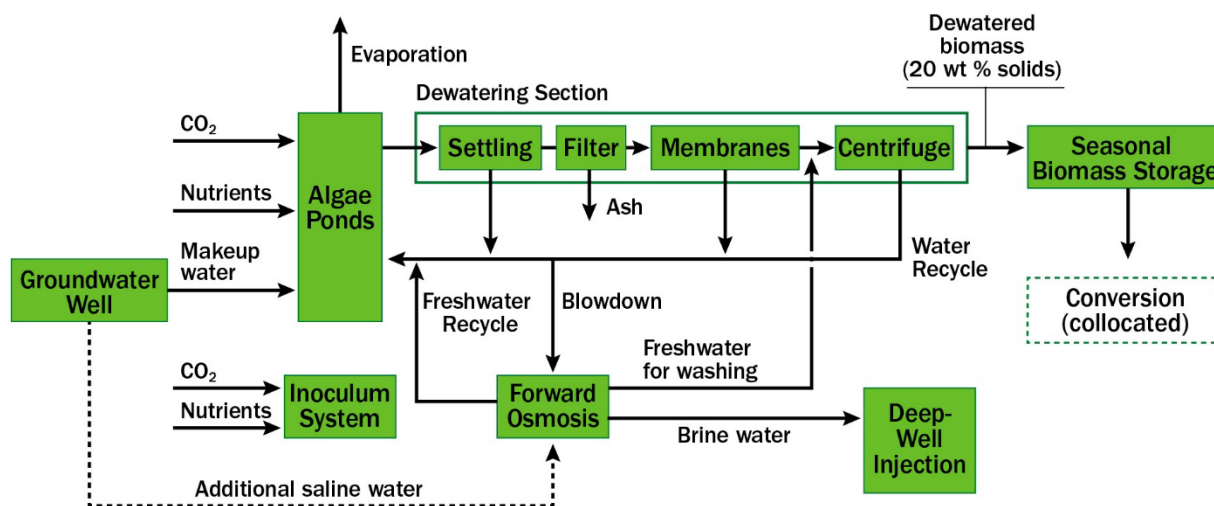 Evaporation
Dewatered
biomass
(20 wt % solids)
Dewatering Section
CO₂
Nutrients
Makeup
water
Groundwater
Well
Algae
Ponds
Settling
Filter
Membranes
Centrifuge
Seasonal
Biomass Storage
Ash
Water
Recycle
Freshwater
Recycle
Blowdown
Freshwater
for washing
Conversion
(collocated)
CO₂
Nutrients
Inoculum
System
Forward
Osmosis
Brine water
Deep-
Well
Injection
Additional saline water